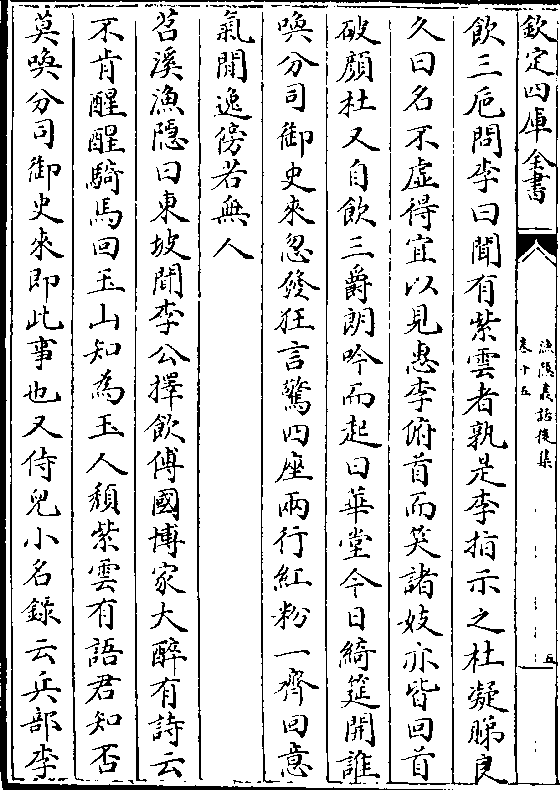 欽定四庫全書
漁隱叢話後集
卷十五
五
飲三巵問李曰聞有紫雲者孰是李指示之杜凝睇良
久曰名不虛得宜以見惠李俯首而笑諸妓亦皆回首
破顏杜又自飲三爵朗吟而起曰華堂今日綺筵開誰
喚分司御史來忽發狂言驚四座兩行紅粉一齊回意
氣閒逸傍若無人
苕溪漁隱曰東坡聞李公擇飲傅國博家大醉有詩云
不肯醒醒騎馬回玉山知為玉人頹紫雲有語君知否
莫喚分司御史來即此事也又侍兒小名錄云兵部李